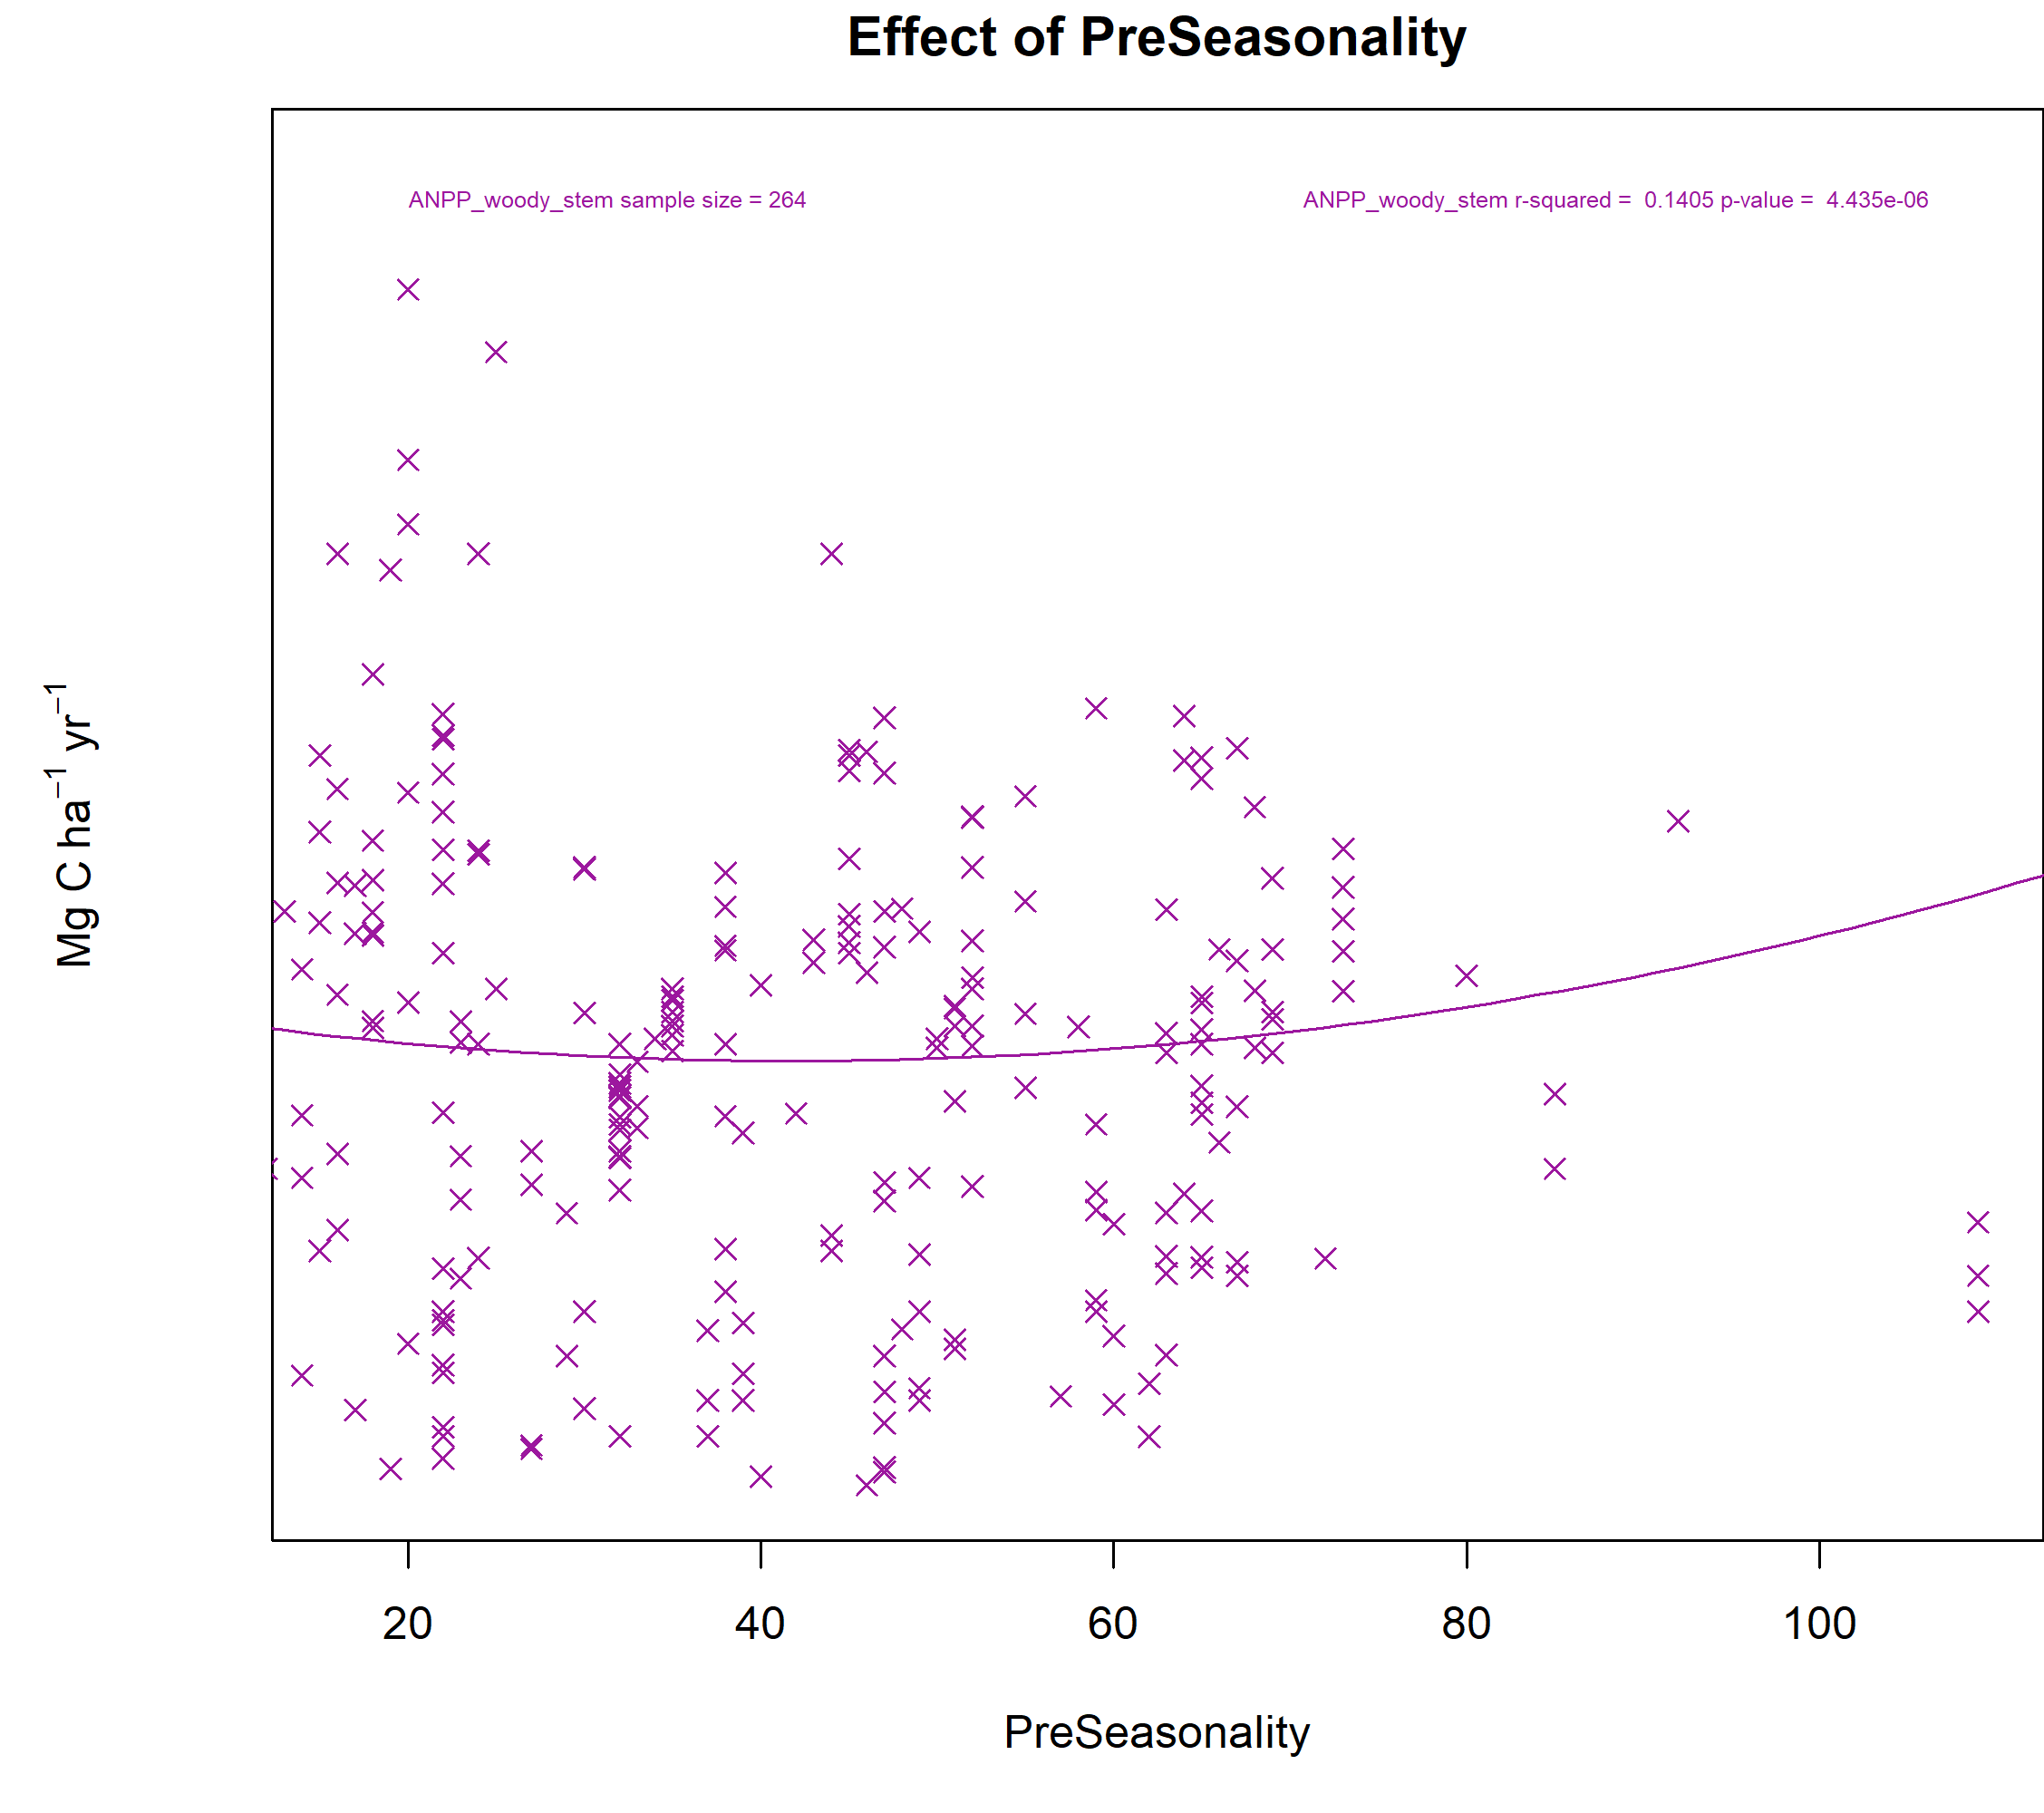 Effect of PreSeasonality
ANPP_woody_stem sample size = 264
ANPP_woody_stem r-squared =  0.1405 p-value =  4.435e-06
Mg C ha⁻¹ yr⁻¹
20 40 60 80 100
PreSeasonality